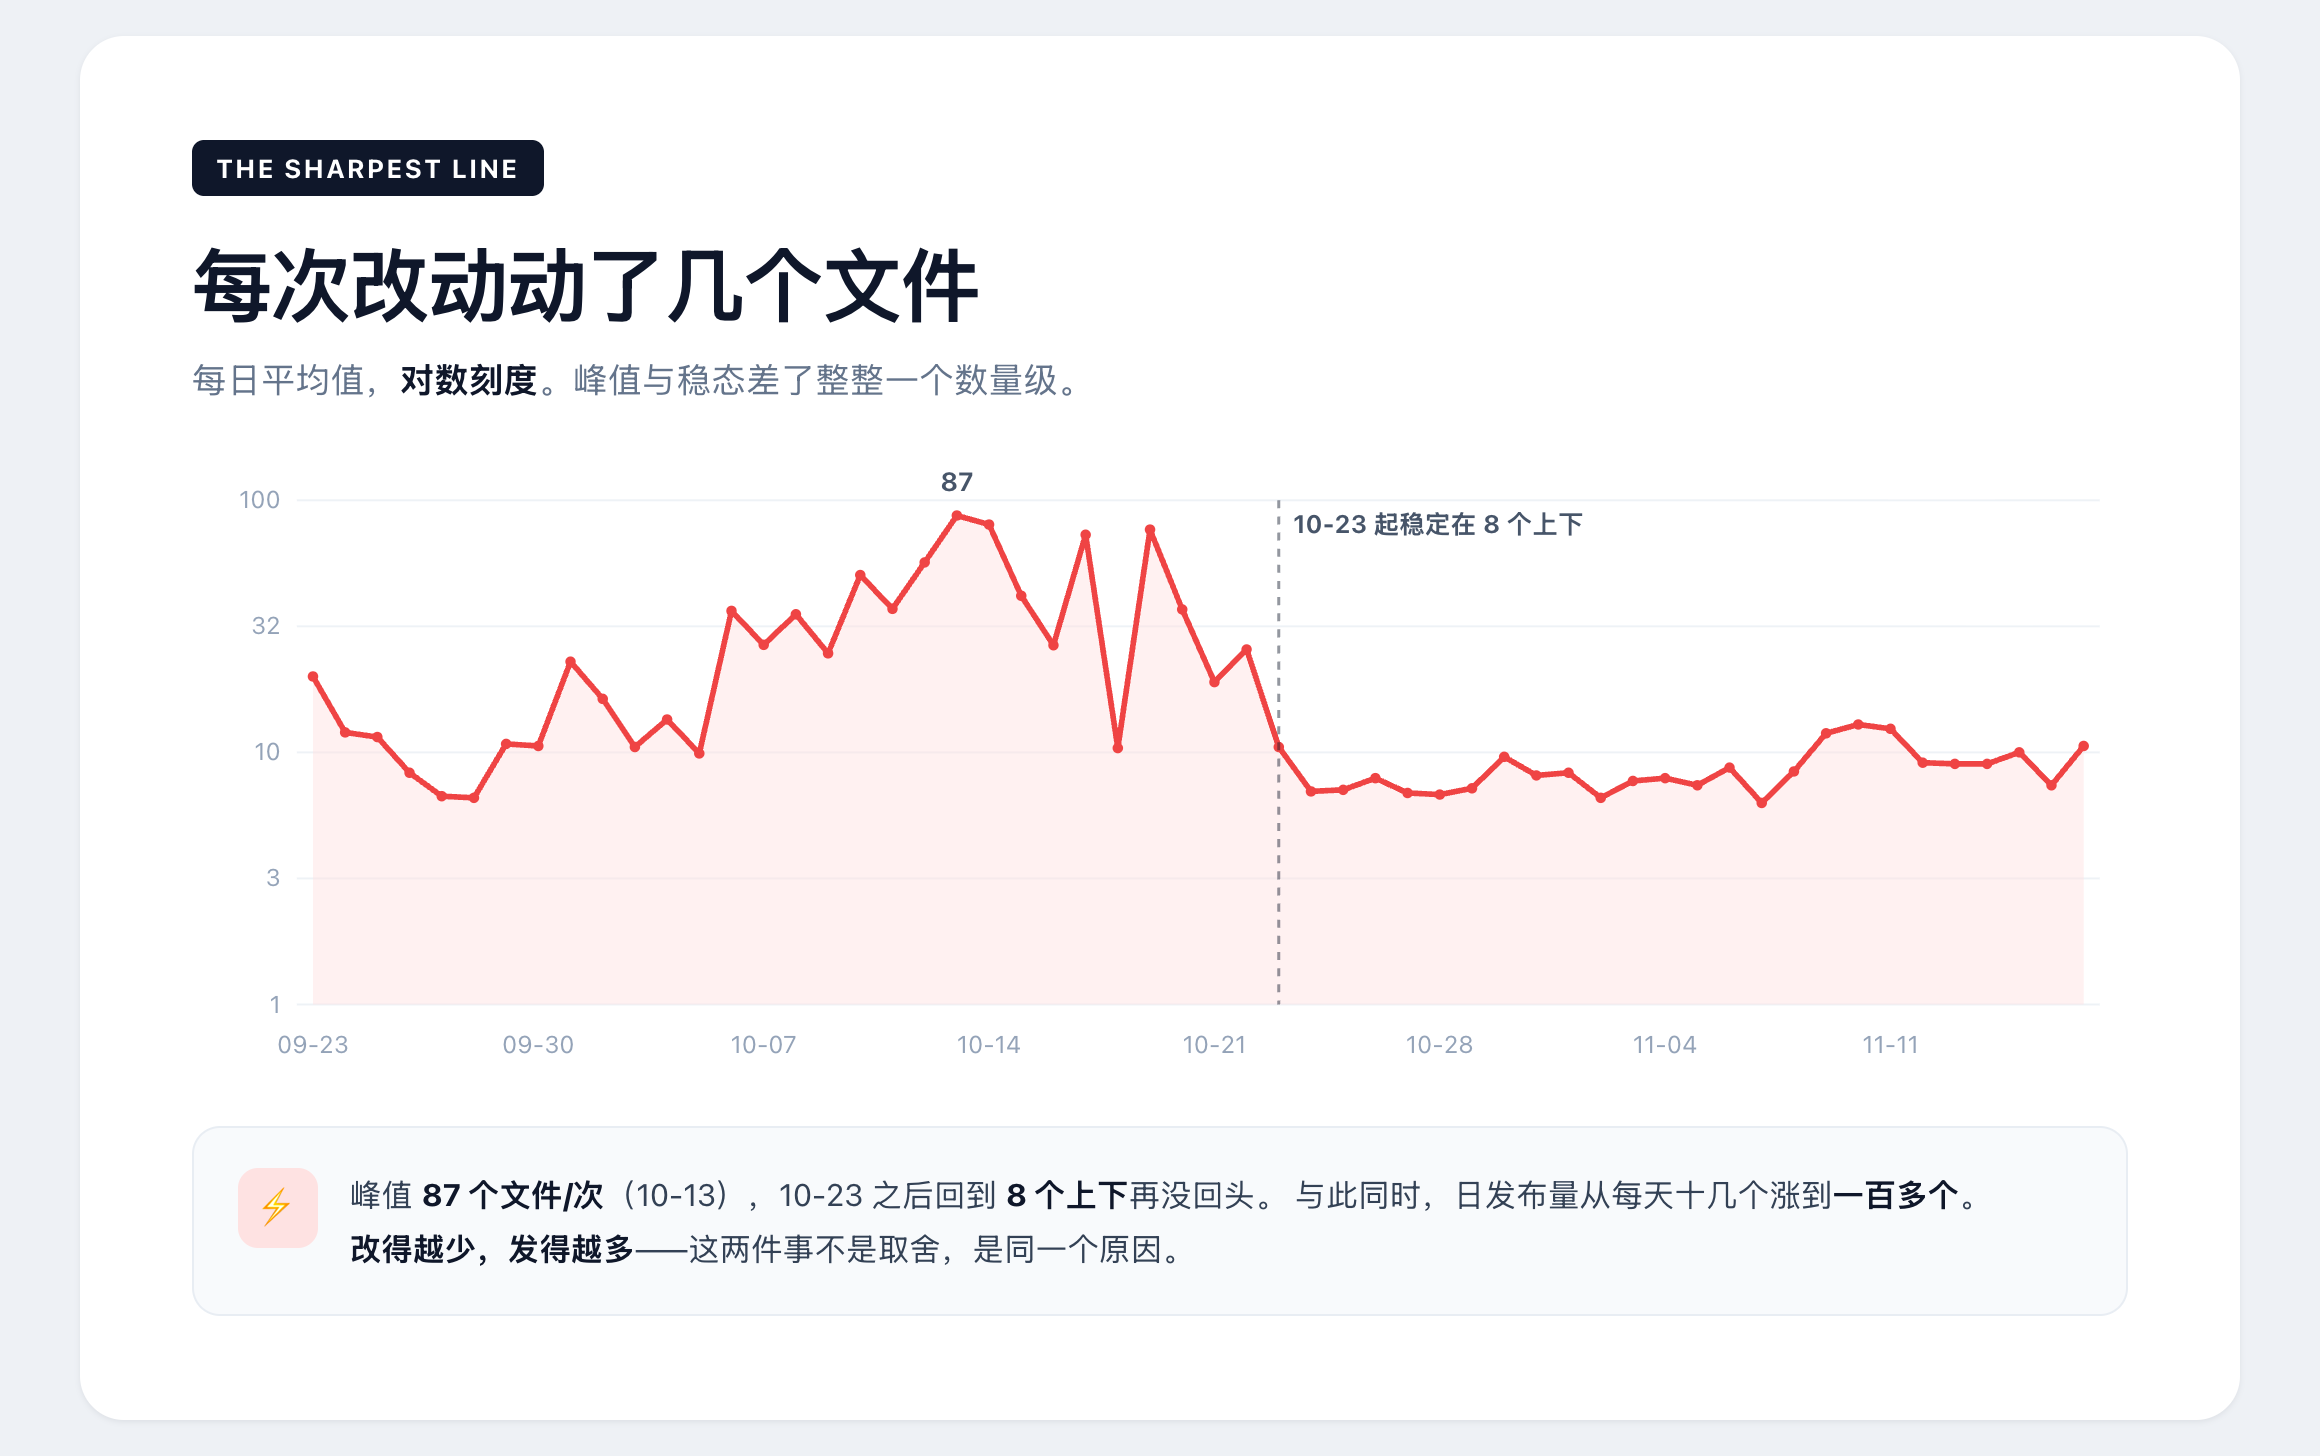 THE SHARPEST LINE
每次改动动了几个文件
每日平均值，对数刻度。峰值与稳态差了整整一个数量级。
87
100
10-23 起稳定在 8 个上下
32
10
3
1
09-23 09-30 10-07 10-14 10-21 10-28 11-04 11-11
峰值 87 个文件/次（10-13），10-23 之后回到 8 个上下再没回头。 与此同时，日发布量从每天十几个涨到一百多个。
改得越少，发得越多——这两件事不是取舍，是同一个原因。